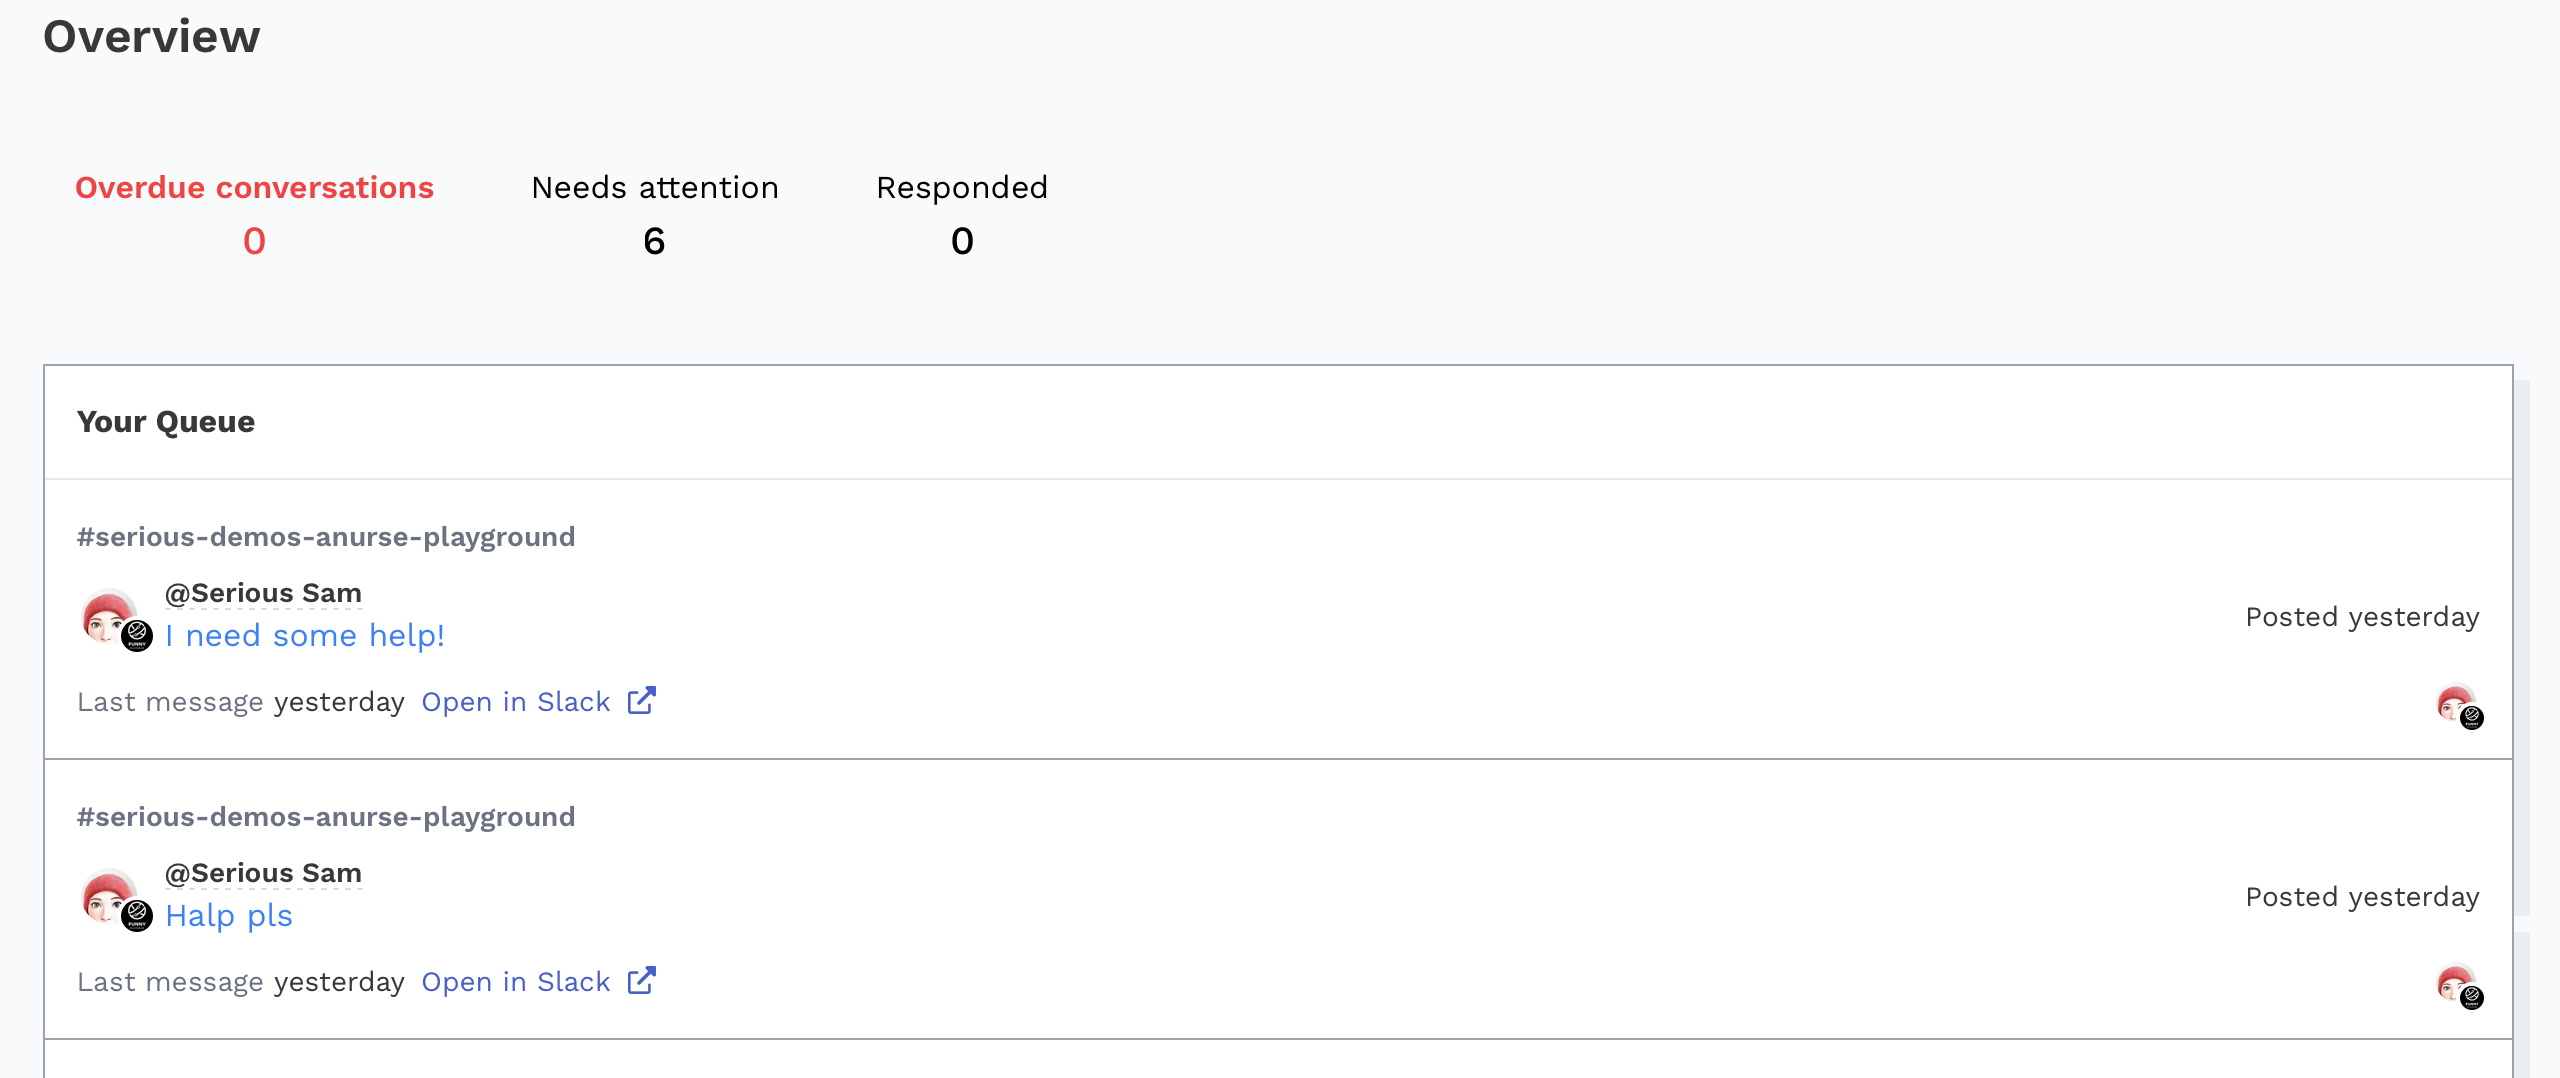 Overview
Overdue conversations
0
Needs attention
6
Responded
0
Your Queue
#serious-demos-anurse-playground
@Serious Sam
I need some help!
Posted yesterday
FUNNY
Last message yesterday Open in Slack
#serious-demos-anurse-playground
@Serious Sam
Halp pls
Posted yesterday
FUNNY
Last message yesterday Open in Slack